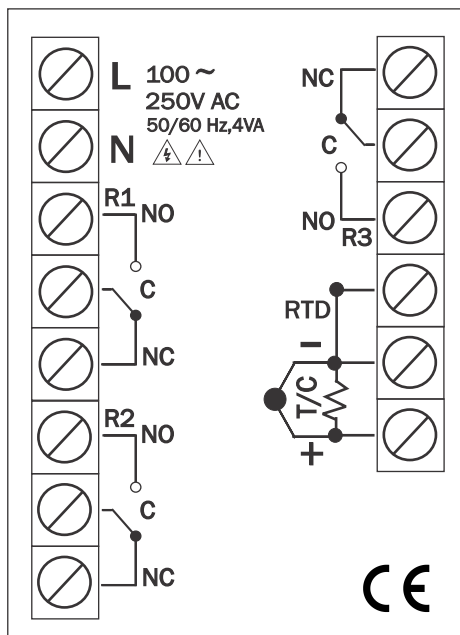 L 100 ~
250V AC
50/60 Hz,4VA
N
R1 NO
C
NC
R2 NO
C
NC
NC
C
NO
R3
RTD
−
T/C
+
CE